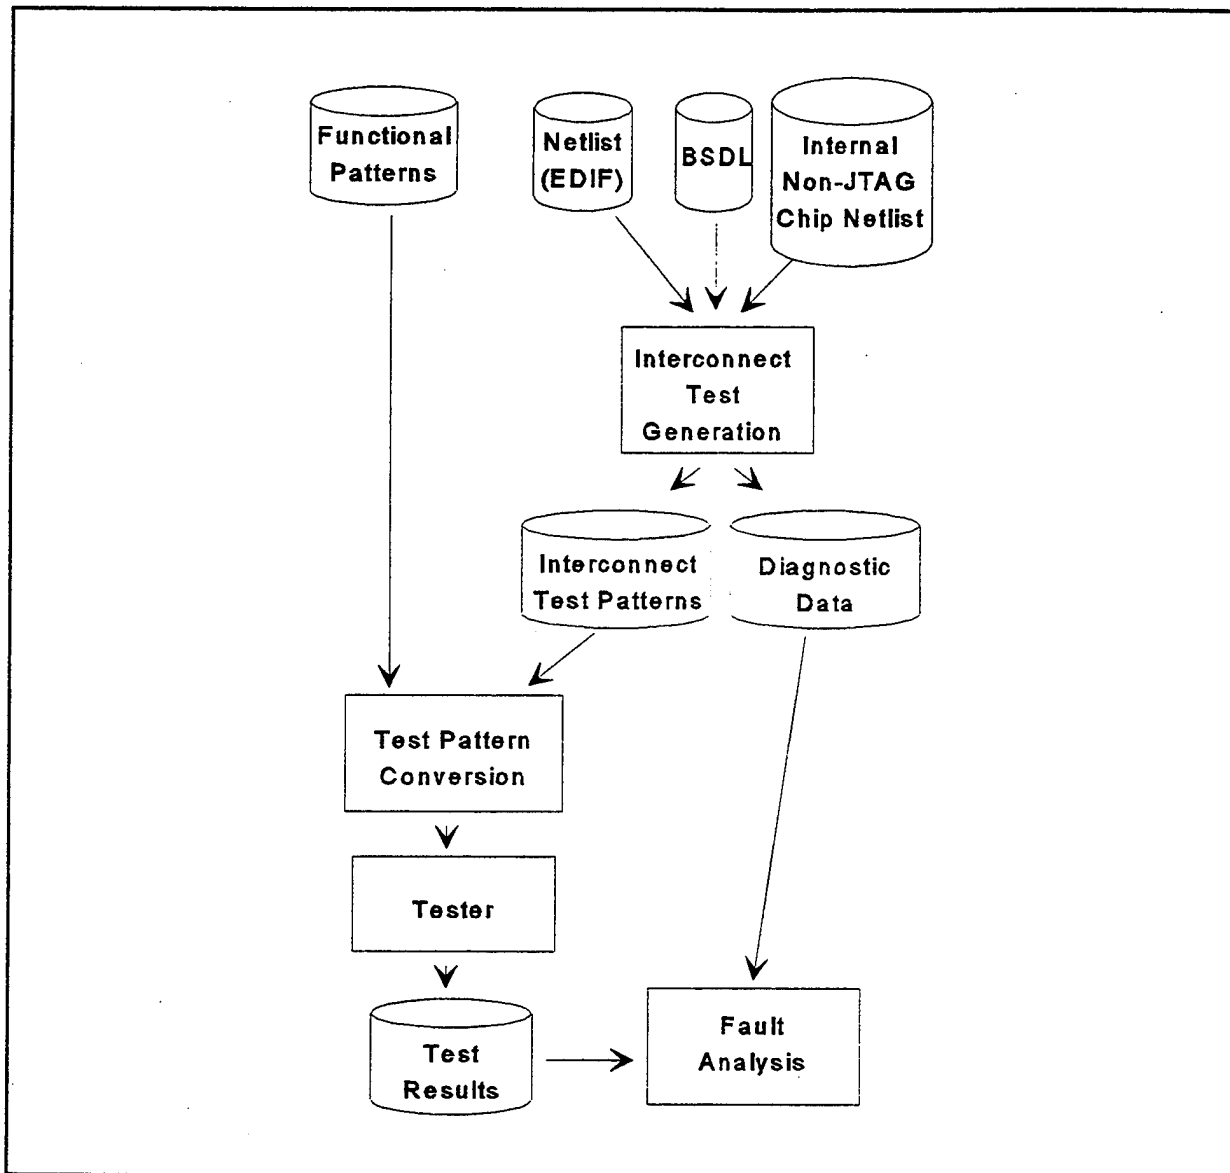 Functional
Patterns
Netlist
(EDIF)
BSDL
Internal
Non-JTAG
Chip Netlist
Interconnect
Test
Generation
Interconnect
Test Patterns
Diagnostic
Data
Test Pattern
Conversion
Tester
Test
Results
Fault
Analysis